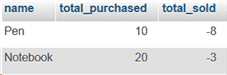 name total_purchased total_sold
Pen 10 -8
Notebook 20 -3